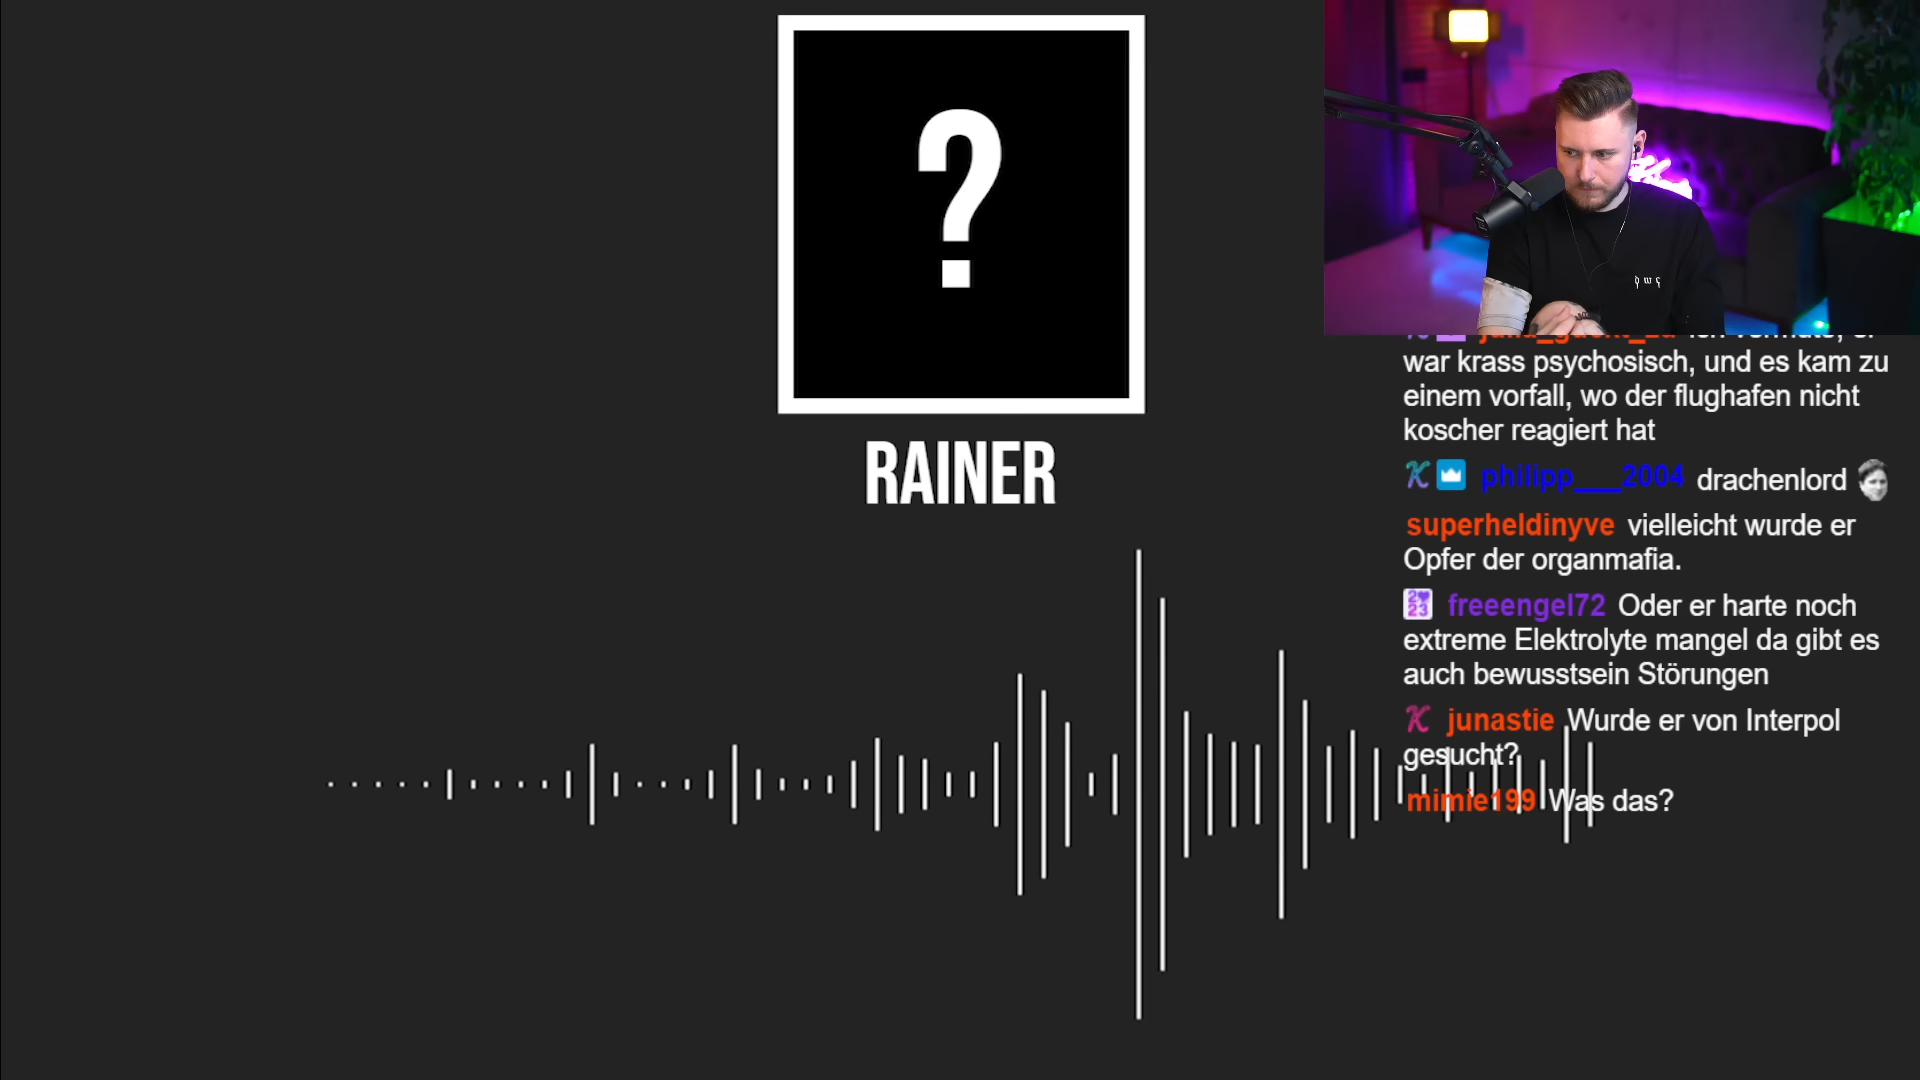 ?
RAINER
war krass psychosisch, und es kam zu
einem vorfall, wo der flughafen nicht
koscher reagiert hat
philipp___2004 drachenlord
superheldinyve vielleicht wurde er
Opfer der organmafia.
freeengel72 Oder er harte noch
extreme Elektrolyte mangel da gibt es
auch bewusstsein Störungen
junastie Wurde er von Interpol
gesucht?
mimie199 Was das?